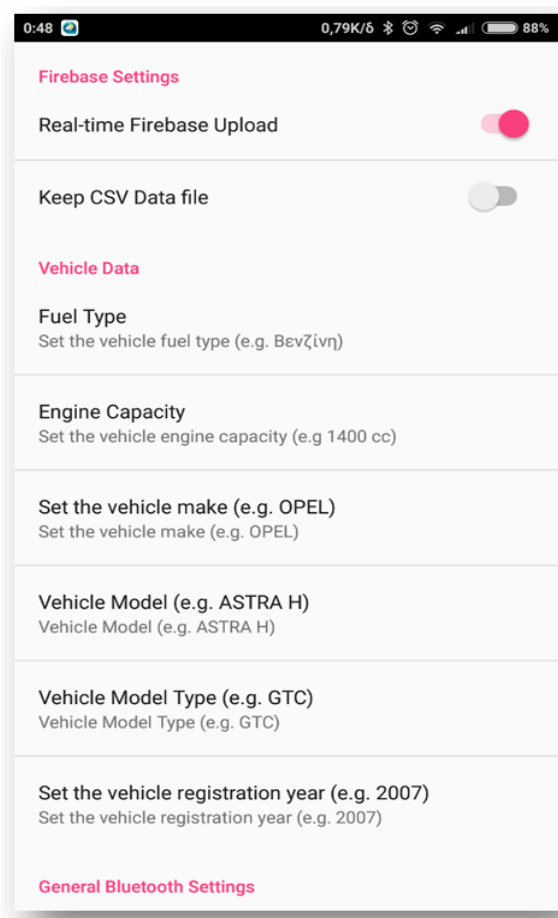 0:48 0,79K/δ 88%
Firebase Settings
Real-time Firebase Upload
Keep CSV Data file
Vehicle Data
Fuel Type
Set the vehicle fuel type (e.g. Βενζίνη)
Engine Capacity
Set the vehicle engine capacity (e.g 1400 cc)
Set the vehicle make (e.g. OPEL)
Set the vehicle make (e.g. OPEL)
Vehicle Model (e.g. ASTRA H)
Vehicle Model (e.g. ASTRA H)
Vehicle Model Type (e.g. GTC)
Vehicle Model Type (e.g. GTC)
Set the vehicle registration year (e.g. 2007)
Set the vehicle registration year (e.g. 2007)
General Bluetooth Settings